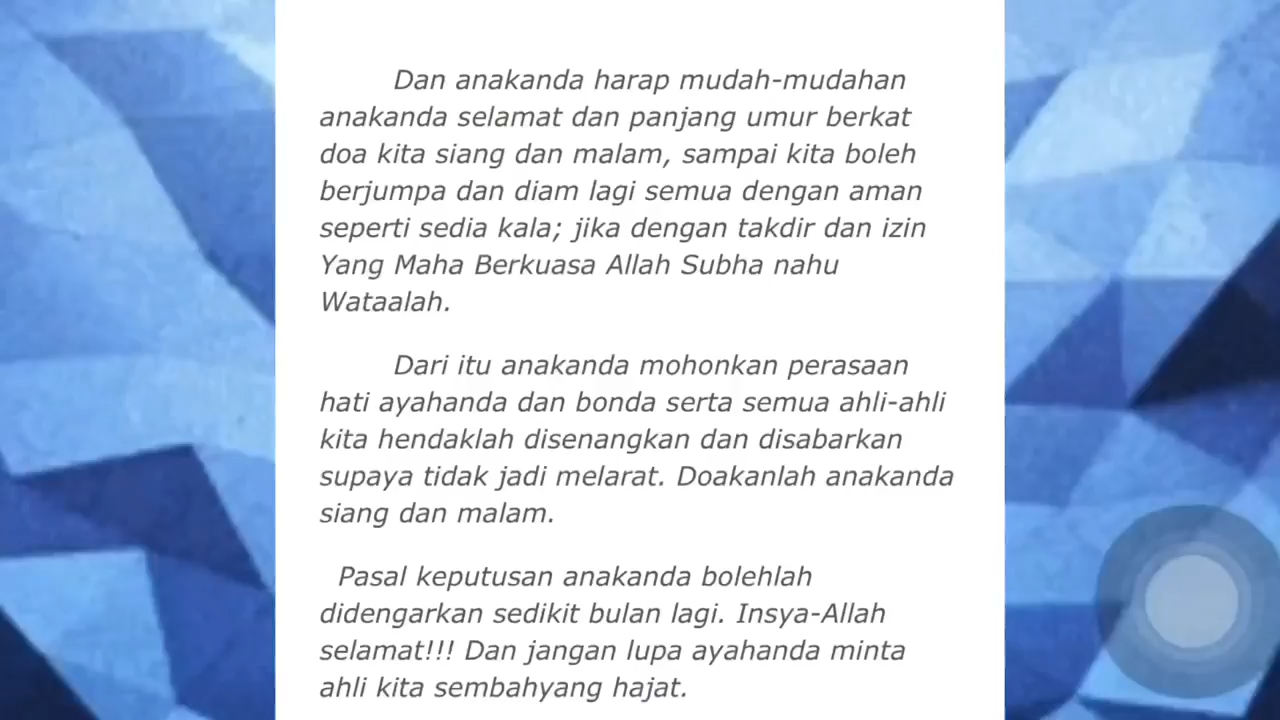 Dan anakanda harap mudah-mudahan
anakanda selamat dan panjang umur berkat
doa kita siang dan malam, sampai kita boleh
berjumpa dan diam lagi semua dengan aman
seperti sedia kala; jika dengan takdir dan izin
Yang Maha Berkuasa Allah Subha nahu
Wataalah.
Dari itu anakanda mohonkan perasaan
hati ayahanda dan bonda serta semua ahli-ahli
kita hendaklah disenangkan dan disabarkan
supaya tidak jadi melarat. Doakanlah anakanda
siang dan malam.
Pasal keputusan anakanda bolehlah
didengarkan sedikit bulan lagi. Insya-Allah
selamat!!! Dan jangan lupa ayahanda minta
ahli kita sembahyang hajat.